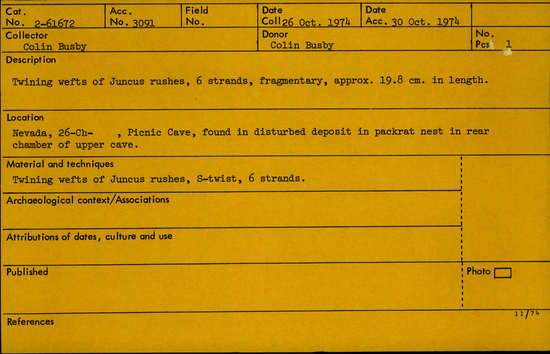 Cat. No. 2-61672 Acc. No. 3091 Field No. Date Coll 26 Oct. 1974 Date Acc. 30 Oct. 1974
Collector Colin Busby Donor Colin Busby No. Pcs 1
Description
Twining wefts of Juncus rushes, 6 strands, fragmentary, approx. 19.8 cm. in length.
Location
Nevada, 26-Ch- , Picnic Cave, found in disturbed deposit in packrat nest in rear
chamber of upper cave.
Material and techniques
Twining wefts of Juncus rushes, S-twist, 6 strands.
Archaeological context/Associations
Attributions of dates, culture and use
Published Photo
11/74
References